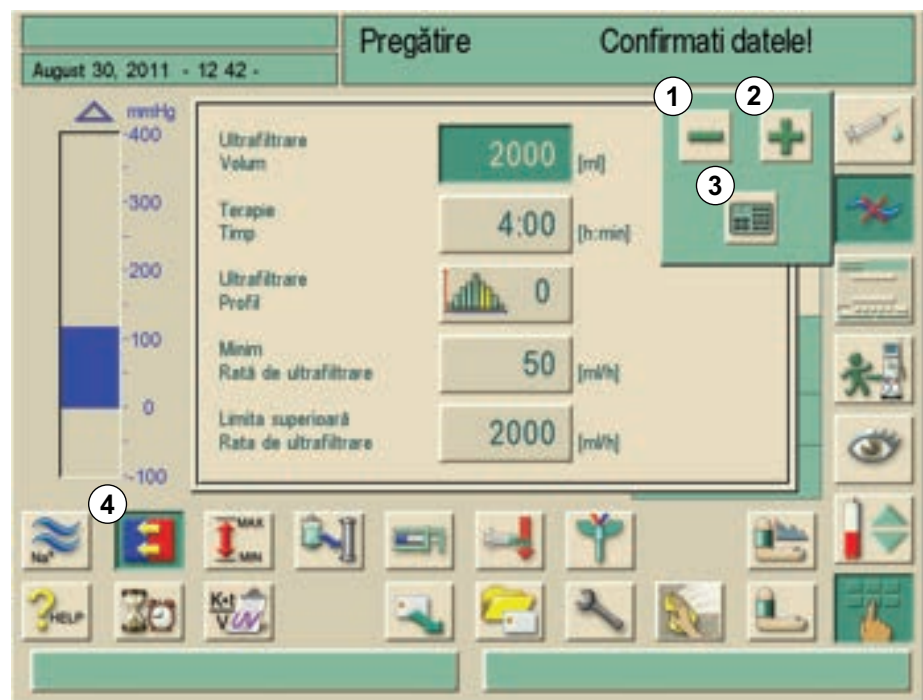 Pregătire Confirmati datele!
August 30, 2011 - 12 42 -
1 2
mmHg
400
Ultrafiltrare
Volum
2000 [ml]
3
300
Terapie
Timp
4:00 [h:min]
200
Ultrafiltrare
Profil
0
100
Minim
Rată de ultrafiltrare
50 [ml/h]
0
Limita superioară
Rata de ultrafiltrare
2000 [ml/h]
-100
4
Na+
MAX
MIN
? HELP
K•t
V
UV